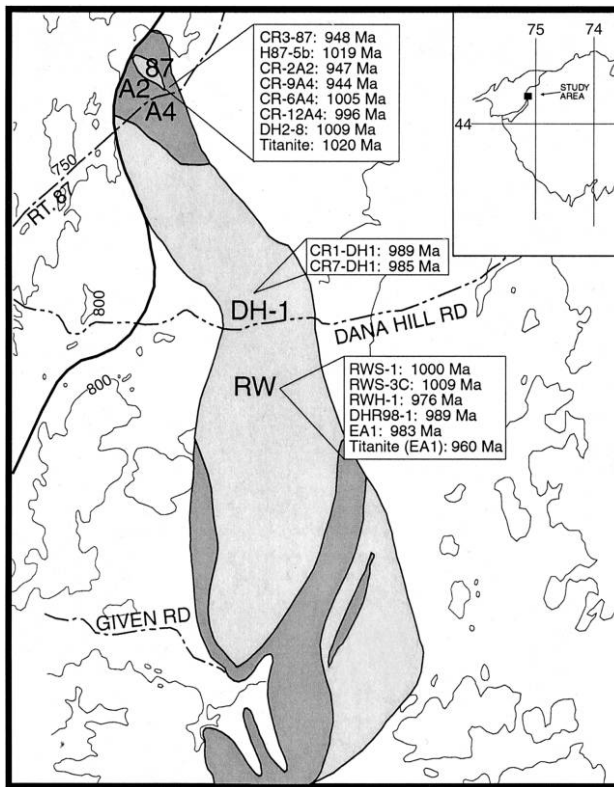 75 74
STUDY
AREA
44
CR3-87: 948 Ma
H87-5b: 1019 Ma
CR-2A2: 947 Ma
CR-9A4: 944 Ma
CR-6A4: 1005 Ma
CR-12A4: 996 Ma
DH2-8: 1009 Ma
Titanite: 1020 Ma
87
A2
A4
750
RT. 87
CR1-DH1: 989 Ma
CR7-DH1: 985 Ma
800
DH-1
DANA HILL RD
800
RW
RWS-1: 1000 Ma
RWS-3C: 1009 Ma
RWH-1: 976 Ma
DHR98-1: 989 Ma
EA1: 983 Ma
Titanite (EA1): 960 Ma
GIVEN RD